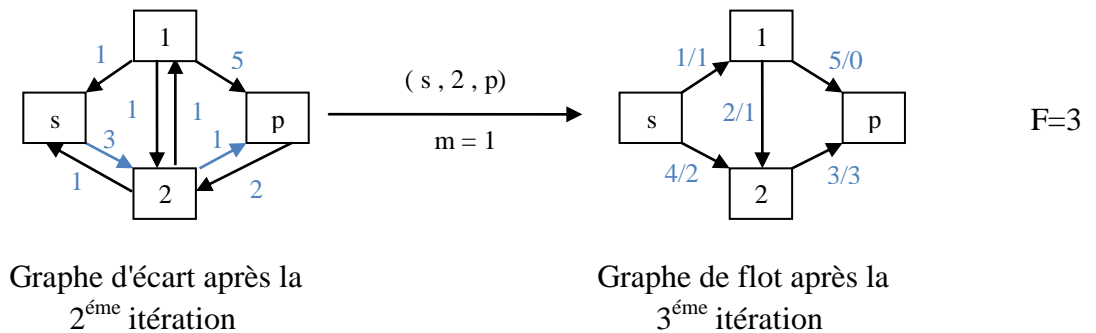 1
1
5
( s , 2 , p)
1
1
s
3
1
p
m = 1
1
2
2
1
1/1
5/0
s
2/1
p
4/2
2
3/3
F=3
Graphe d'écart après la
2éme itération
Graphe de flot après la
3éme itération